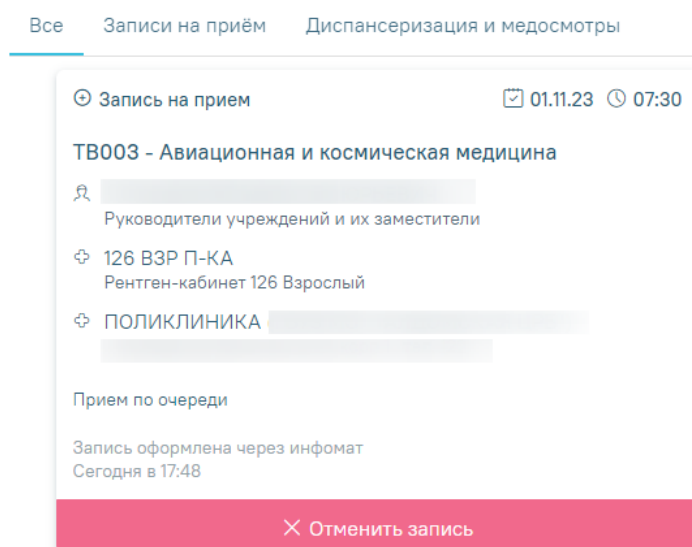 Все Записи на приём Диспансеризация и медосмотры
Запись на прием 01.11.23 07:30
ТВ003 - Авиационная и космическая медицина
Руководители учреждений и их заместители
126 ВЗР П-КА
Рентген-кабинет 126 Взрослый
ПОЛИКЛИНИКА
Прием по очереди
Запись оформлена через инфомат
Сегодня в 17:48
Отменить запись